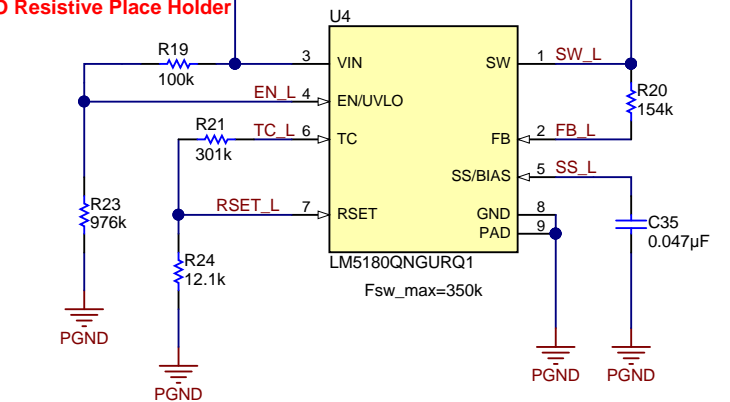 Resistive Place Holder
U4
R19
100k
3
VIN
SW
1
SW_L
R20
154k
EN_L
4
EN/UVLO
R21
301k
TC_L
6
TC
FB
2
FB_L
SS/BIAS
5
SS_L
R23
976k
RSET_L
7
RSET
GND
8
PAD
9
C35
0.047µF
R24
12.1k
LM5180QNGURQ1
Fsw_max=350k
PGND
PGND
PGND
PGND